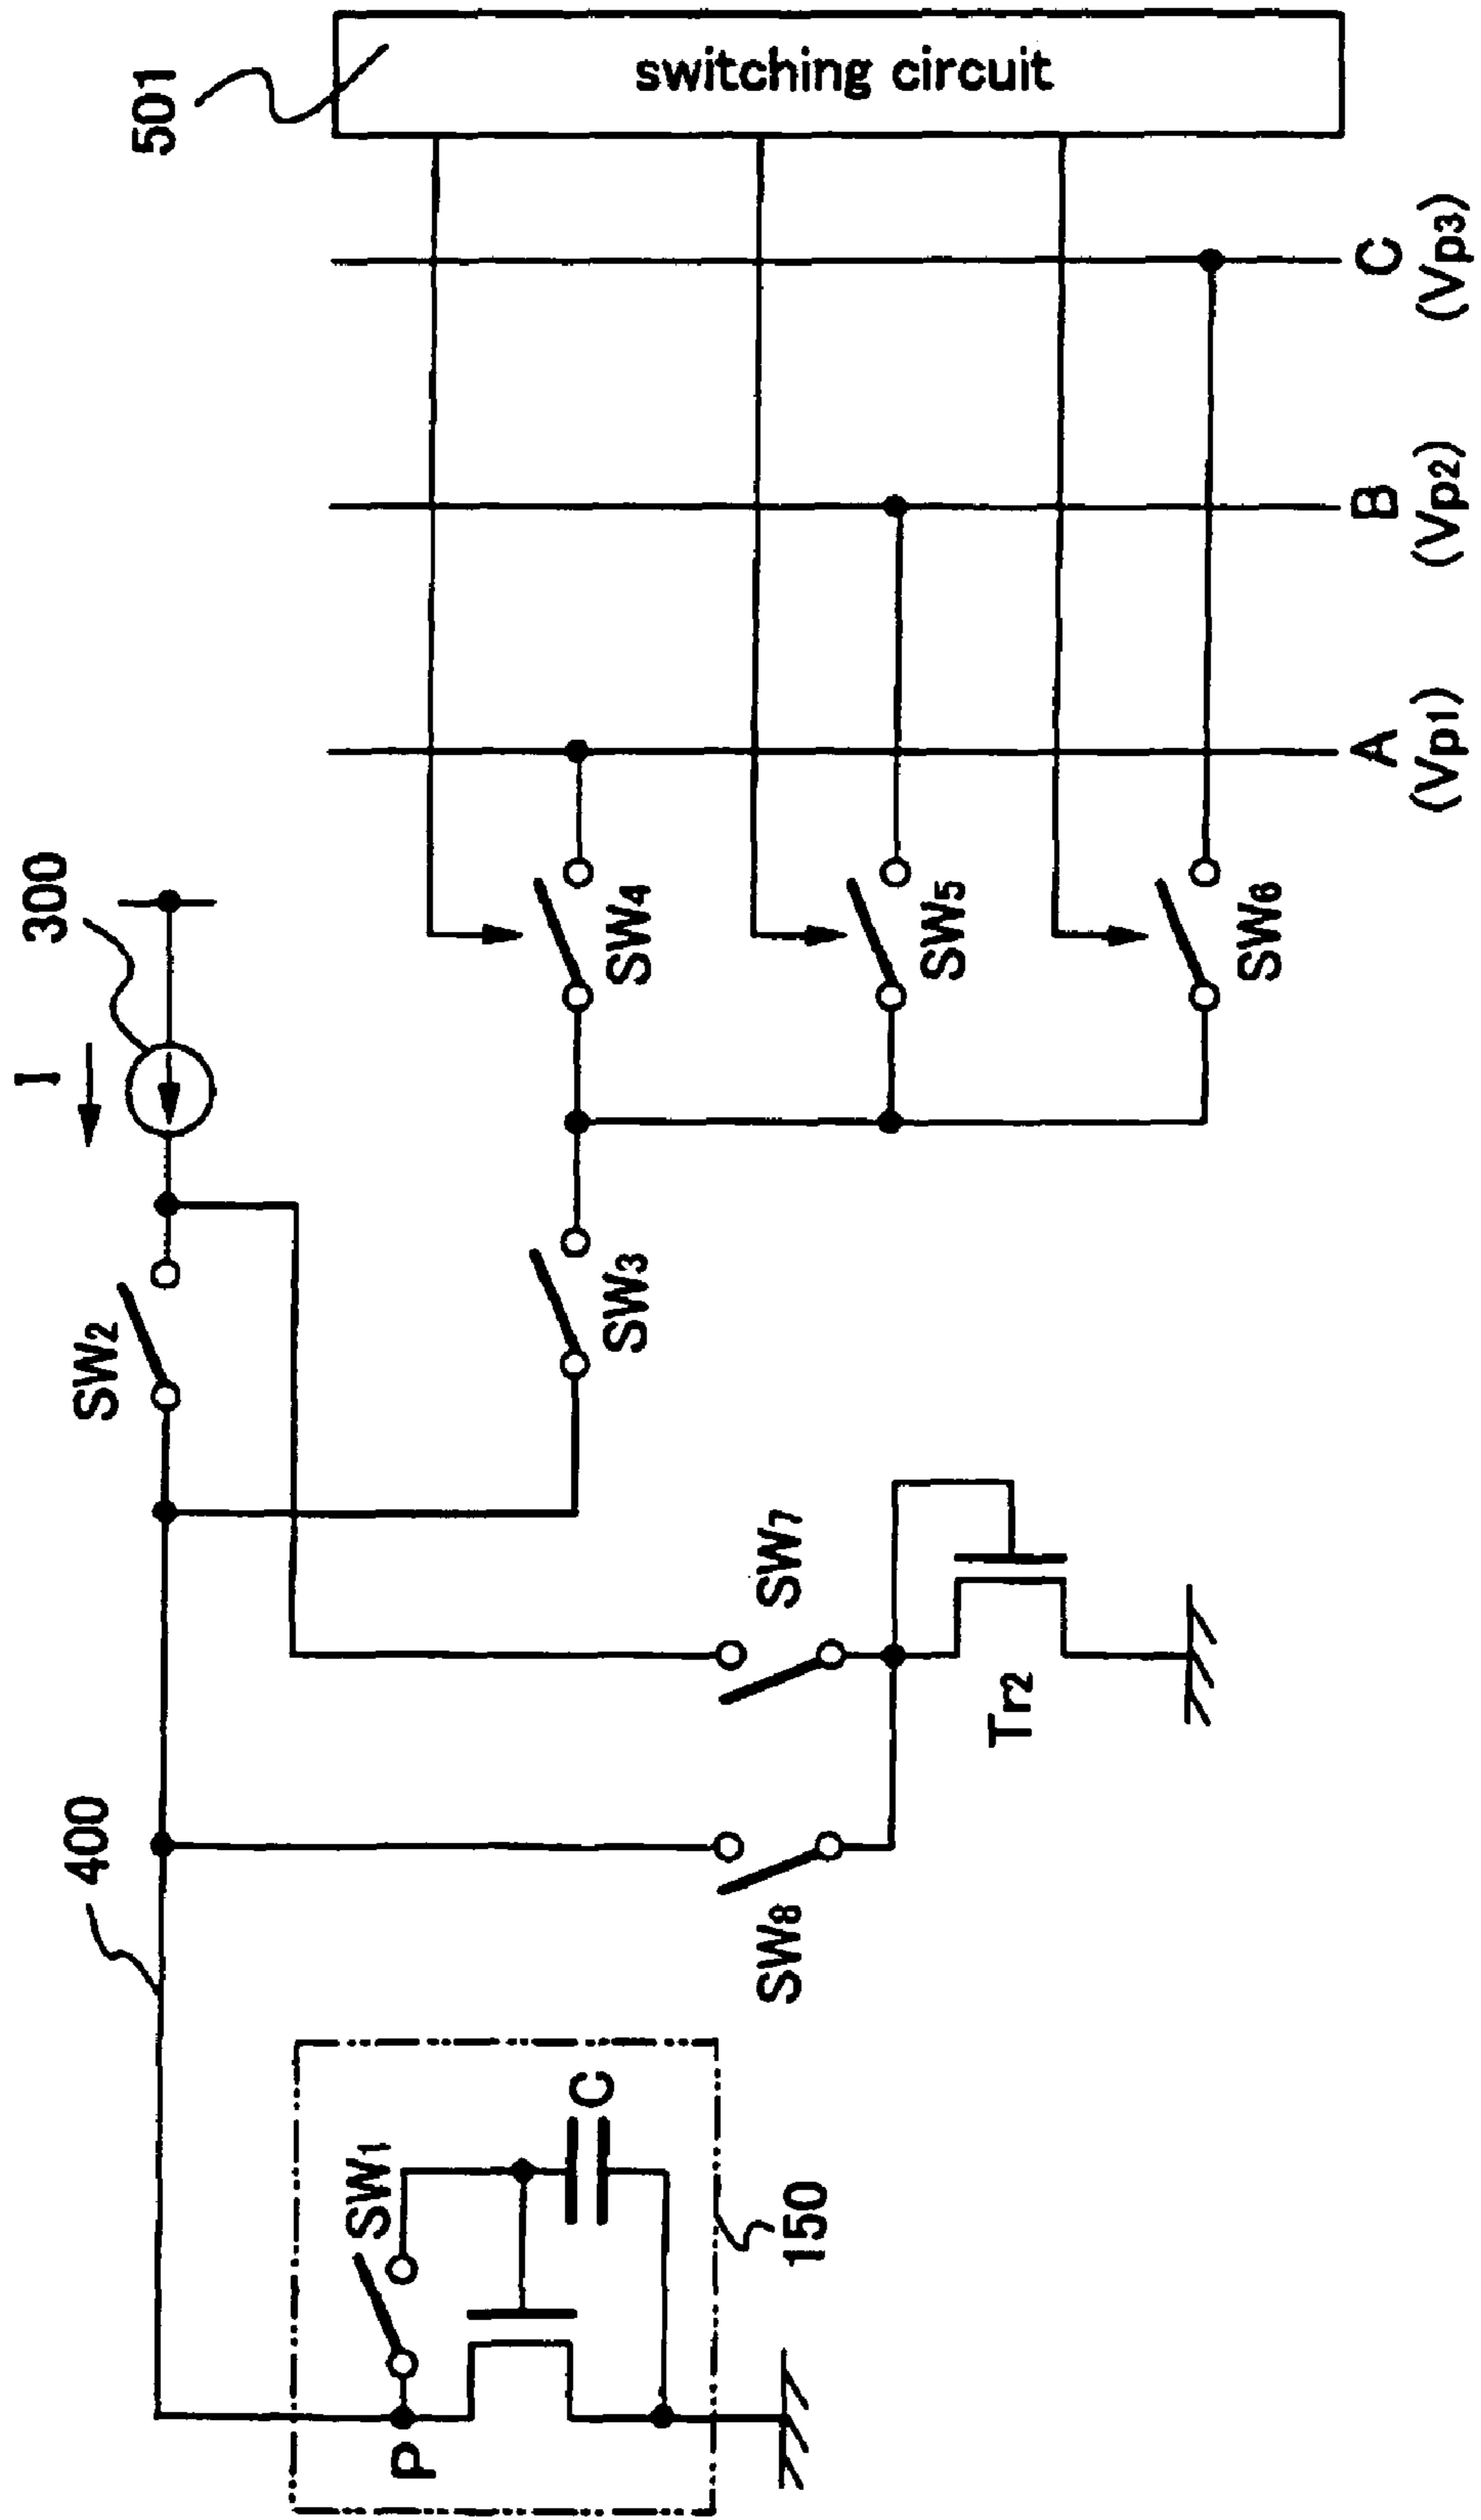 switching circuit
501
C
(Vp3)
B
(Vp2)
A
(Vp1)
300
I
SW4
SW5
SW6
SW2
SW3
SW7
Tr2
400
SW8
SW1
C
150
P